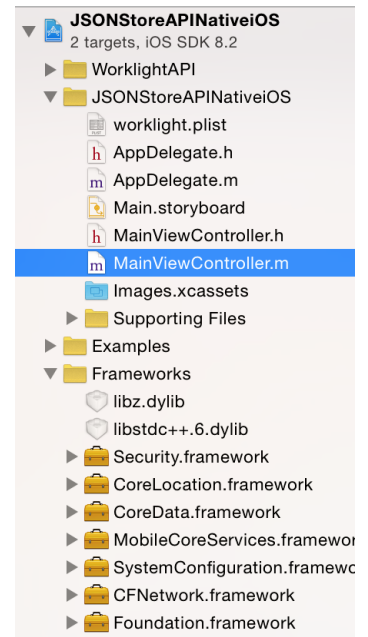 JSONStoreAPINativeiOS
2 targets, iOS SDK 8.2
WorklightAPI
JSONStoreAPINativeiOS
worklight.plist
h AppDelegate.h
m AppDelegate.m
Main.storyboard
h MainViewController.h
m MainViewController.m
Images.xcassets
Supporting Files
Examples
Frameworks
libz.dylib
libstdc++.6.dylib
Security.framework
CoreLocation.framework
CoreData.framework
MobileCoreServices.framewor
SystemConfiguration.framewo
CFNetwork.framework
Foundation.framework